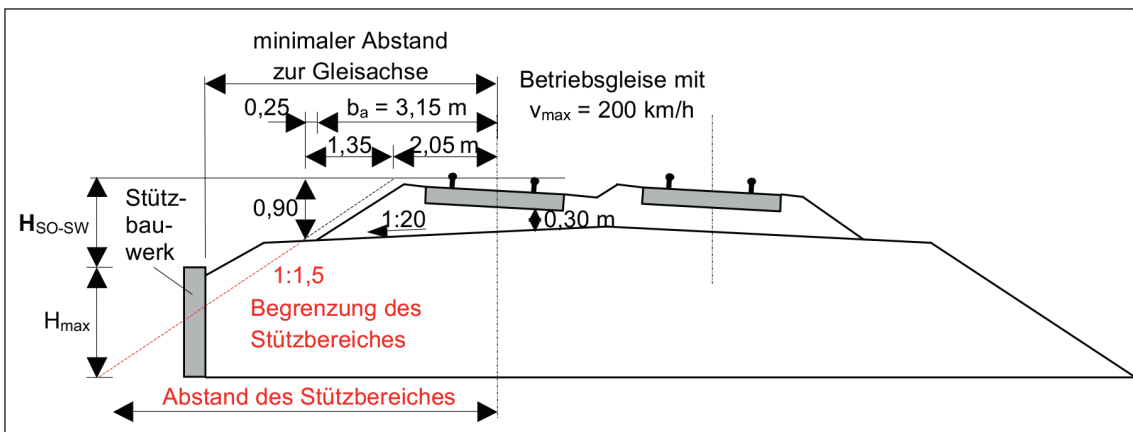 minimaler Abstand
zur Gleisachse
Betriebsgleise mit
vmax = 200 km/h
0,25
ba = 3,15 m
1,35
2,05 m
Stütz-
bau-
werk
HSO-SW
0,90
0,30 m
1:20
1:1,5
Begrenzung des
Stützbereiches
Hmax
Abstand des Stützbereiches